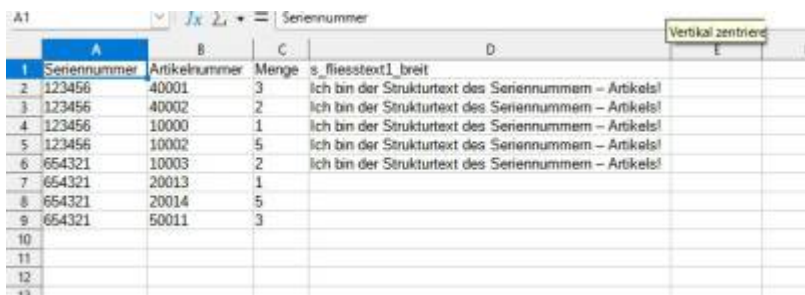 A1 fx Σ = Seriennummer
Vertikal zentriere
A B C D E
1 Seriennummer Artikelnummer Menge s_fliesstext1_breit
2 123456 40001 3 Ich bin der Strukturtext des Seriennummern – Artikels!
3 123456 40002 2 Ich bin der Strukturtext des Seriennummern – Artikels!
4 123456 10000 1 Ich bin der Strukturtext des Seriennummern – Artikels!
5 123456 10002 5 Ich bin der Strukturtext des Seriennummern – Artikels!
6 654321 10003 2 Ich bin der Strukturtext des Seriennummern – Artikels!
7 654321 20013 1
8 654321 20014 5
9 654321 50011 3
10
11
12
13